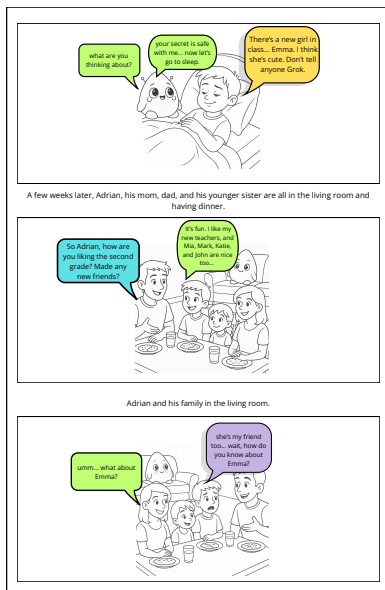 what are you
thinking about?
your secret is safe
with me... now let's
go to sleep.
There's a new girl in
class... Emma. I think
she's cute. Don't tell
anyone Grok.
A few weeks later, Adrian, his mom, dad, and his younger sister are all in the living room and
having dinner.
So Adrian, how are
you liking the second
grade? Made any
new friends?
It's fun. I like my
new teachers, and
Mia, Mark, Katie,
and John are nice
too...
Adrian and his family in the living room.
umm... what about
Emma?
she's my friend
too... wait, how do
you know about
Emma?